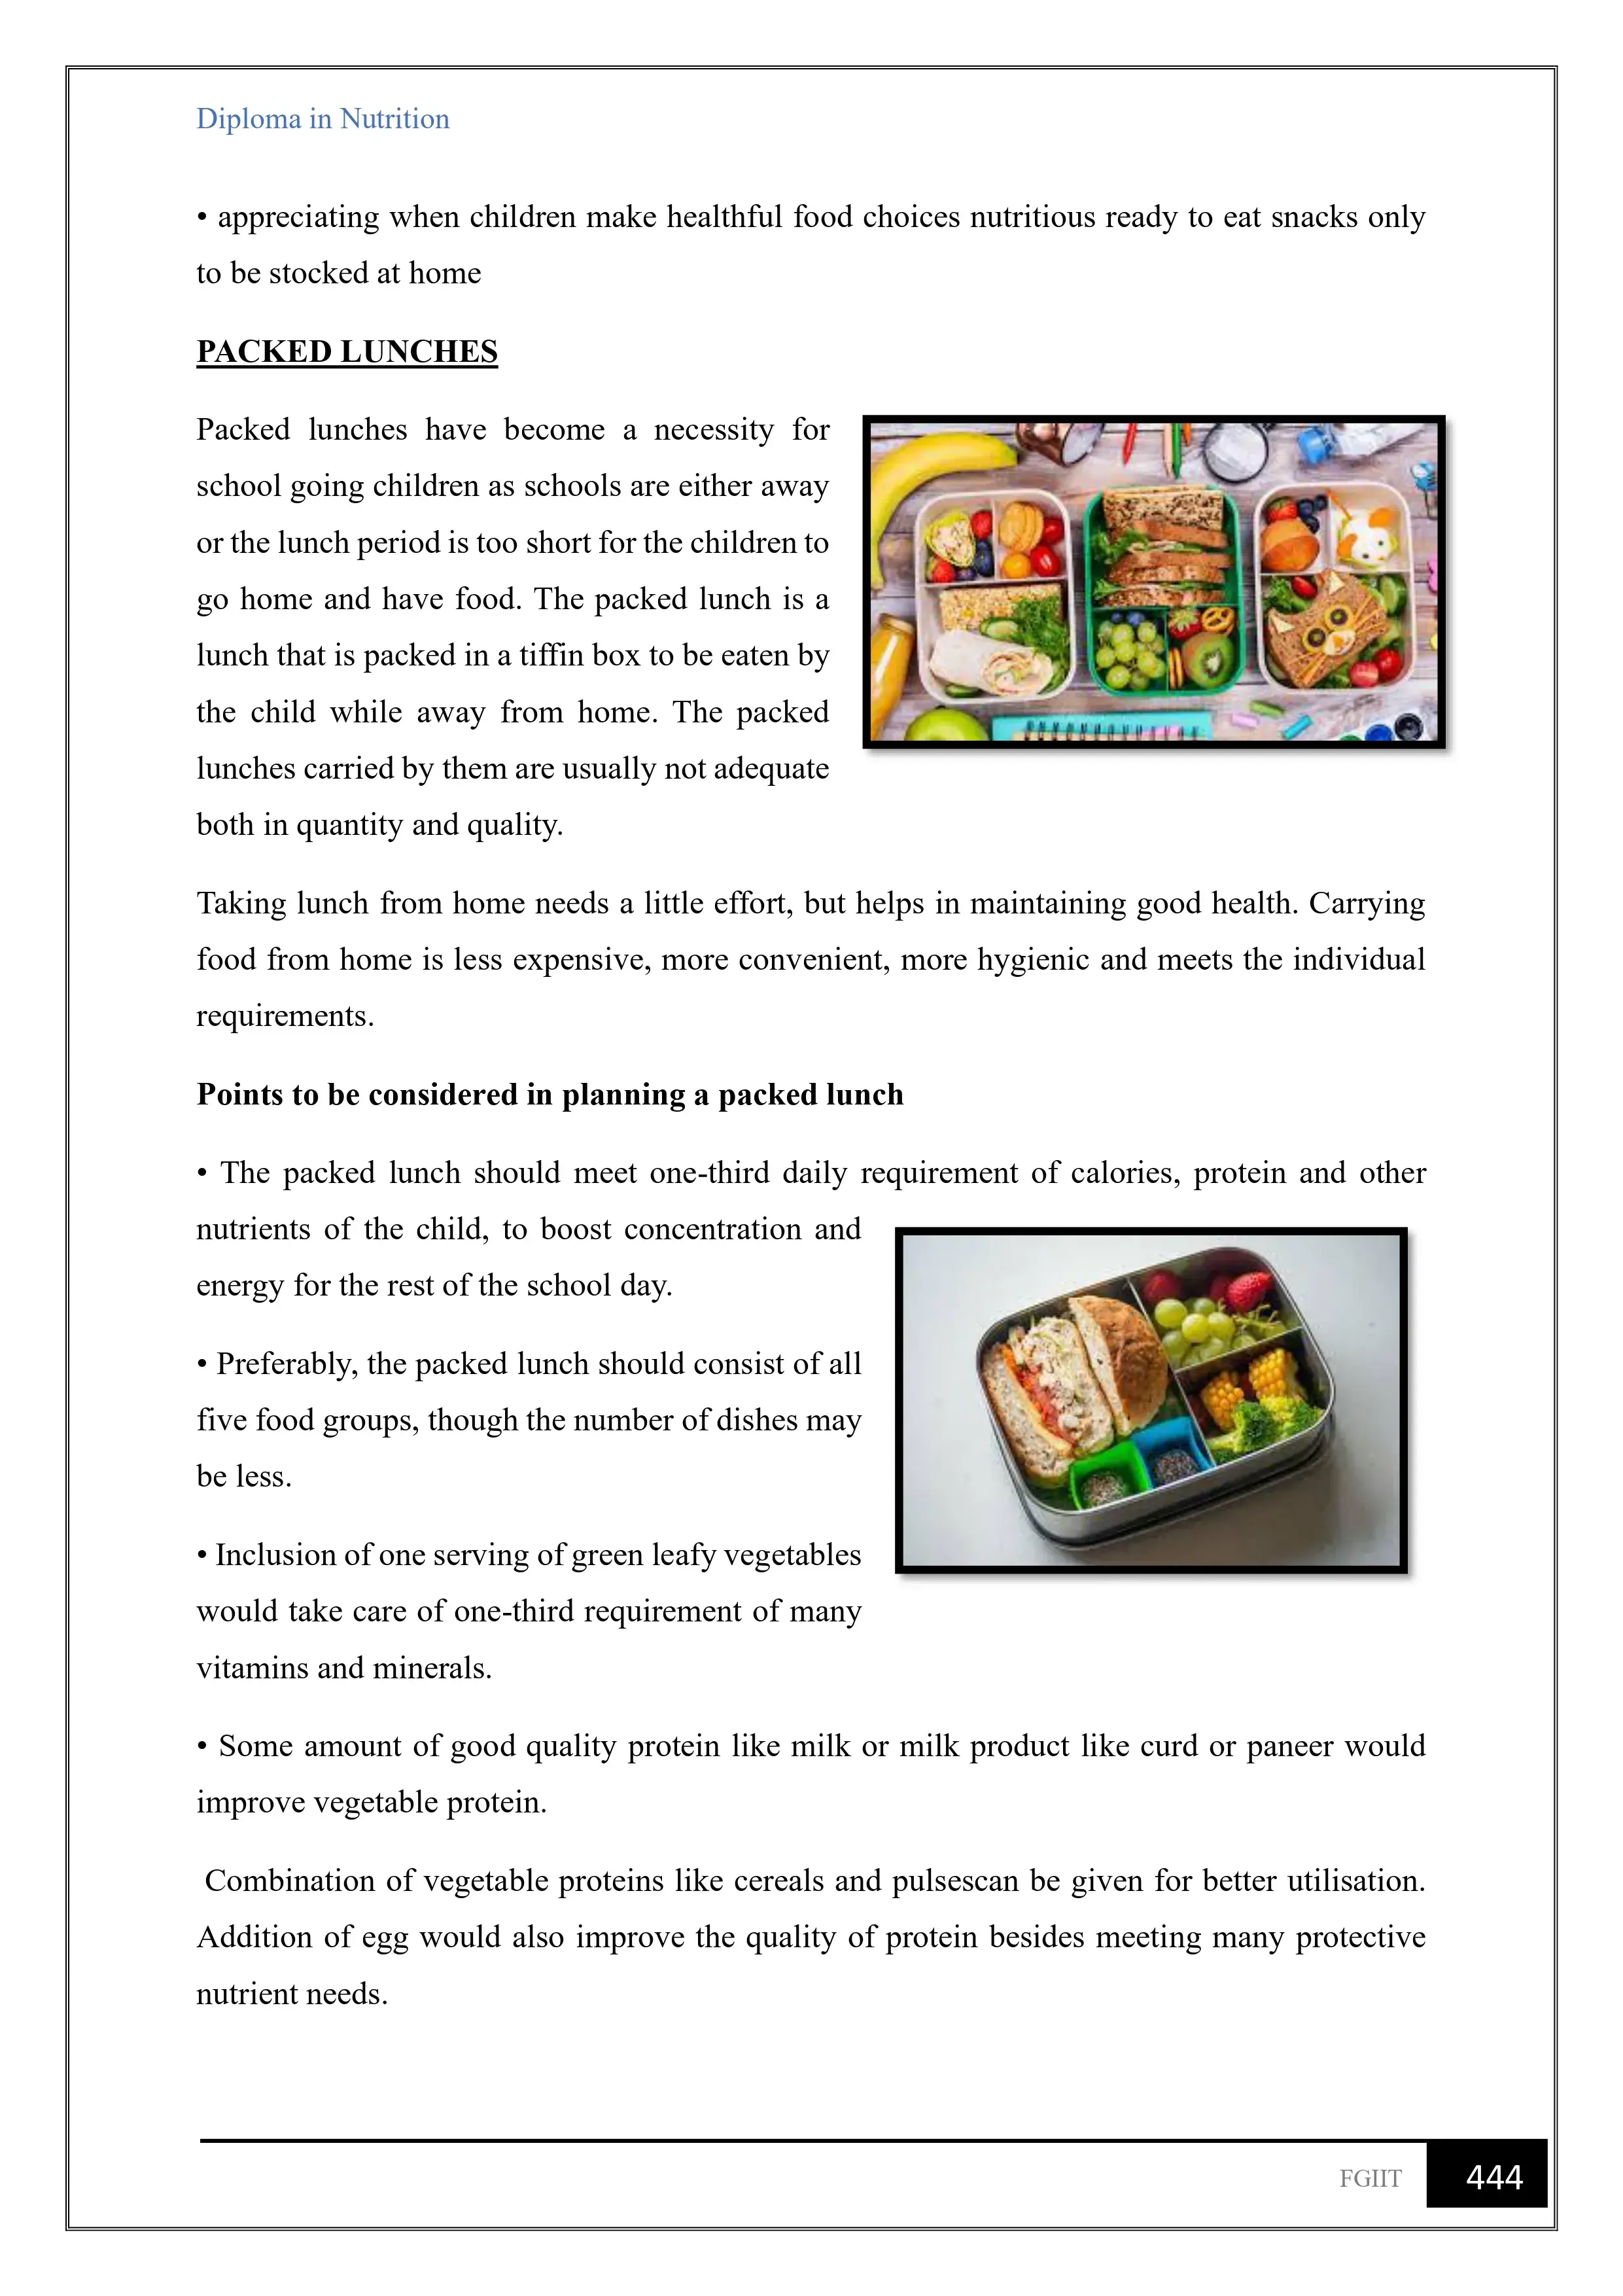 Diploma in Nutrition
• appreciating when children make healthful food choices nutritious ready to eat snacks only
to be stocked at home
PACKED LUNCHES
Packed lunches have become a necessity for
school going children as schools are either away
or the lunch period is too short for the children to
go home and have food. The packed lunch is a
lunch that is packed in a tiffin box to be eaten by
the child while away from home. The packed
lunches carried by them are usually not adequate
both in quantity and quality.
Taking lunch from home needs a little effort, but helps in maintaining good health. Carrying
food from home is less expensive, more convenient, more hygienic and meets the individual
requirements.
Points to be considered in planning a packed lunch
• The packed lunch should meet one-third daily requirement of calories, protein and other
nutrients of the child, to boost concentration and
energy for the rest of the school day.
• Preferably, the packed lunch should consist of all
five food groups, though the number of dishes may
be less.
• Inclusion of one serving of green leafy vegetables
would take care of one-third requirement of many
vitamins and minerals.
• Some amount of good quality protein like milk or milk product like curd or paneer would
improve vegetable protein.
Combination of vegetable proteins like cereals and pulsescan be given for better utilisation.
Addition of egg would also improve the quality of protein besides meeting many protective
nutrient needs.
FGIIT
444